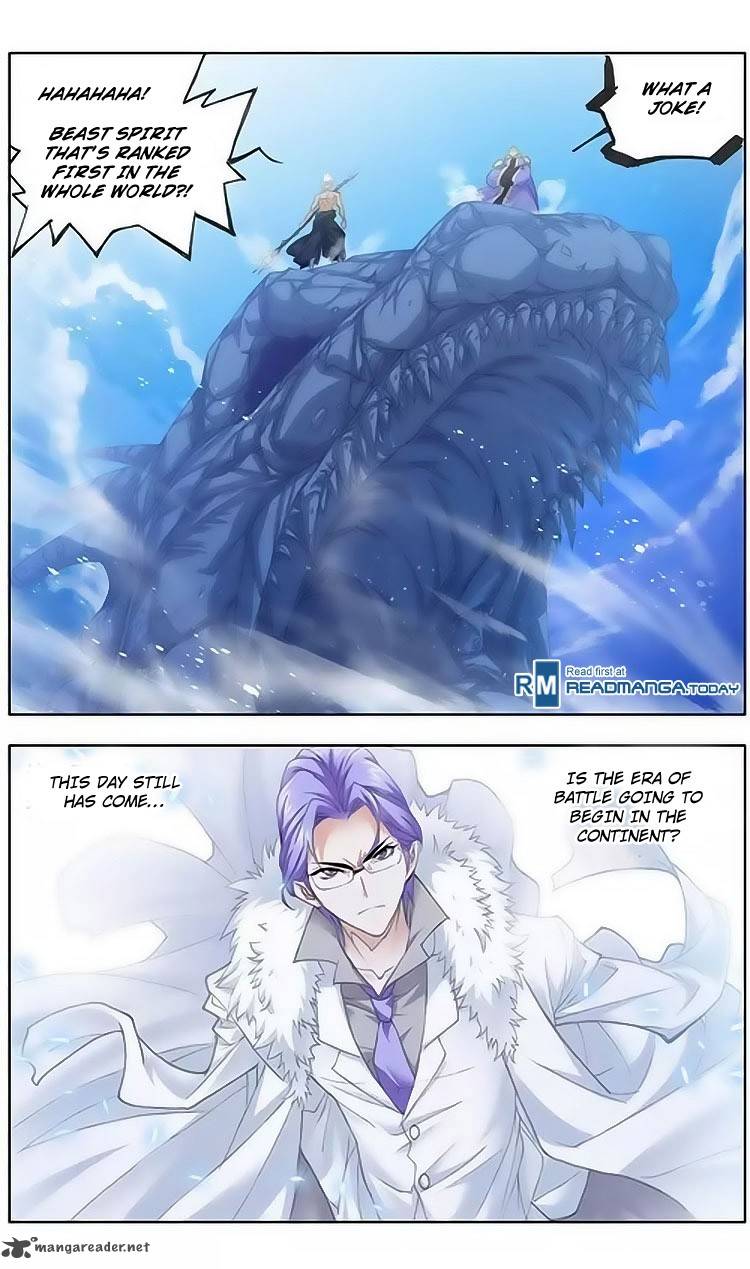 HAHAHAHA!
BEAST SPIRIT
THAT'S RANKED
FIRST IN THE
WHOLE WORLD?!
WHAT A
JOKE!
RM Read first at
READMANGA.TODAY
THIS DAY STILL
HAS COME...
IS THE ERA OF
BATTLE GOING TO
BEGIN IN THE
CONTINENT?
mangareader.net